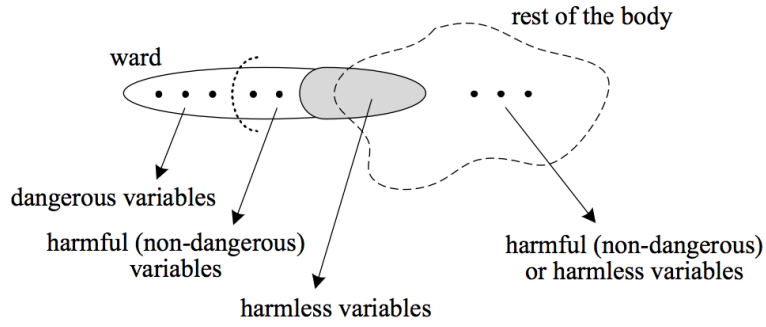 rest of the body
ward
dangerous variables
harmful (non-dangerous)
variables
harmless variables
harmful (non-dangerous)
or harmless variables